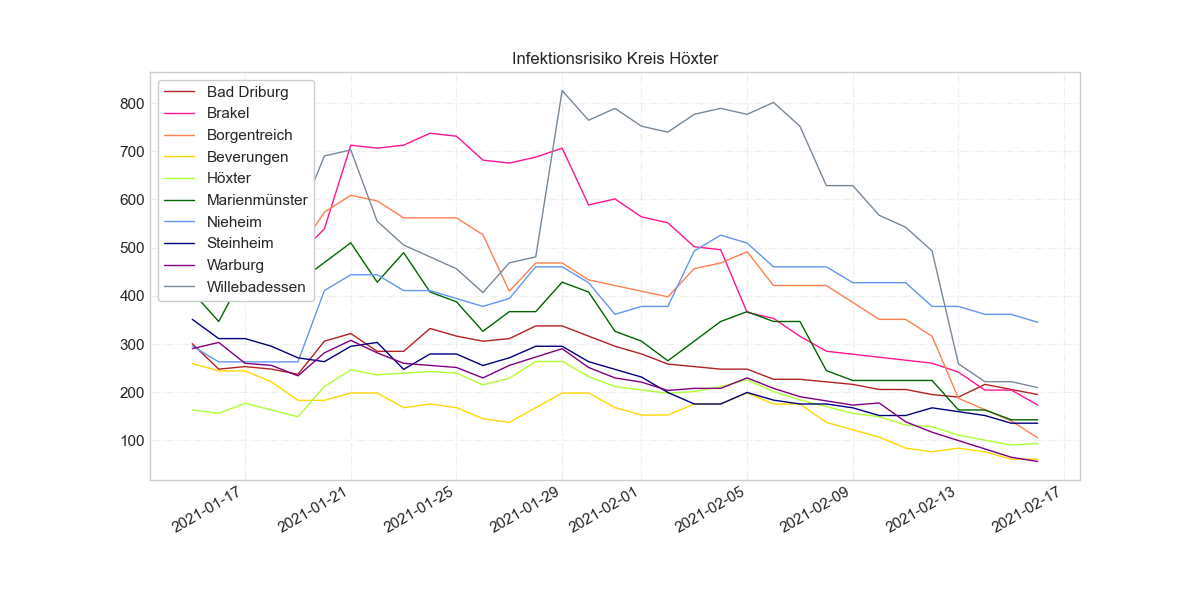 Infektionsrisiko Kreis Höxter
800
700
600
500
400
300
200
100
Bad Driburg
Brakel
Borgentreich
Beverungen
Höxter
Marienmünster
Nieheim
Steinheim
Warburg
Willebadessen
2021-01-17
2021-01-21
2021-01-25
2021-01-29
2021-02-01
2021-02-05
2021-02-09
2021-02-13
2021-02-17